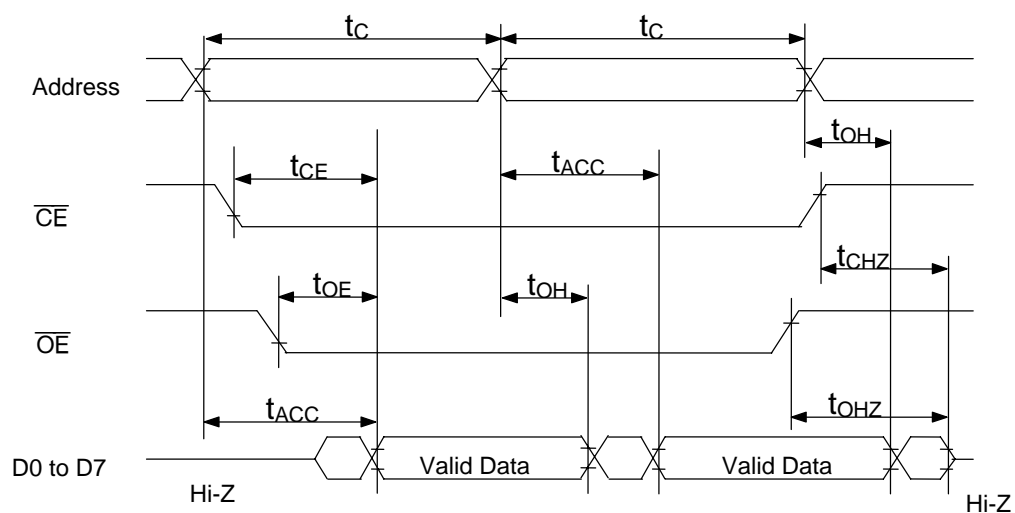 tC tC
Address
tOH
tCE tACC
CE
tCHZ
tOE tOH
OE
tACC tOHZ
D0 to D7 Valid Data Valid Data
Hi-Z Hi-Z